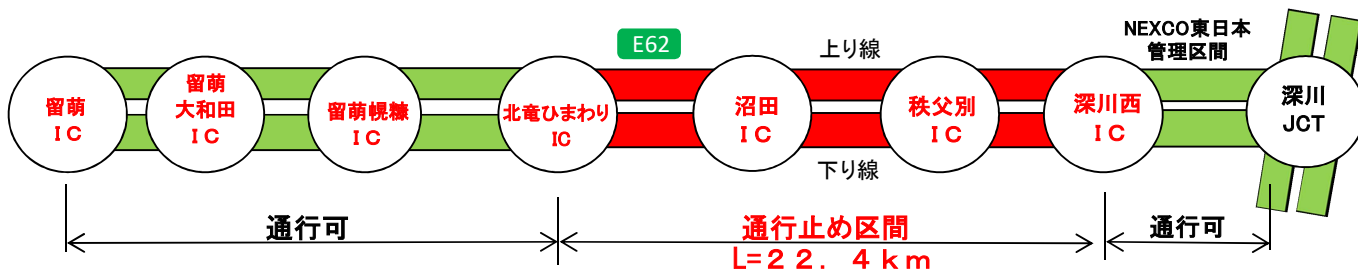 E62
上り線
NEXCO東日本
管理区間
留萌
ＩＣ
留萌
大和田
ＩＣ
留萌幌糠
ＩＣ
北竜ひまわり
IC
沼田
ＩＣ
秩父別
ＩＣ
深川西
ＩＣ
深川
JCT
下り線
通行可
通行止め区間
L=２２．４ｋｍ
通行可